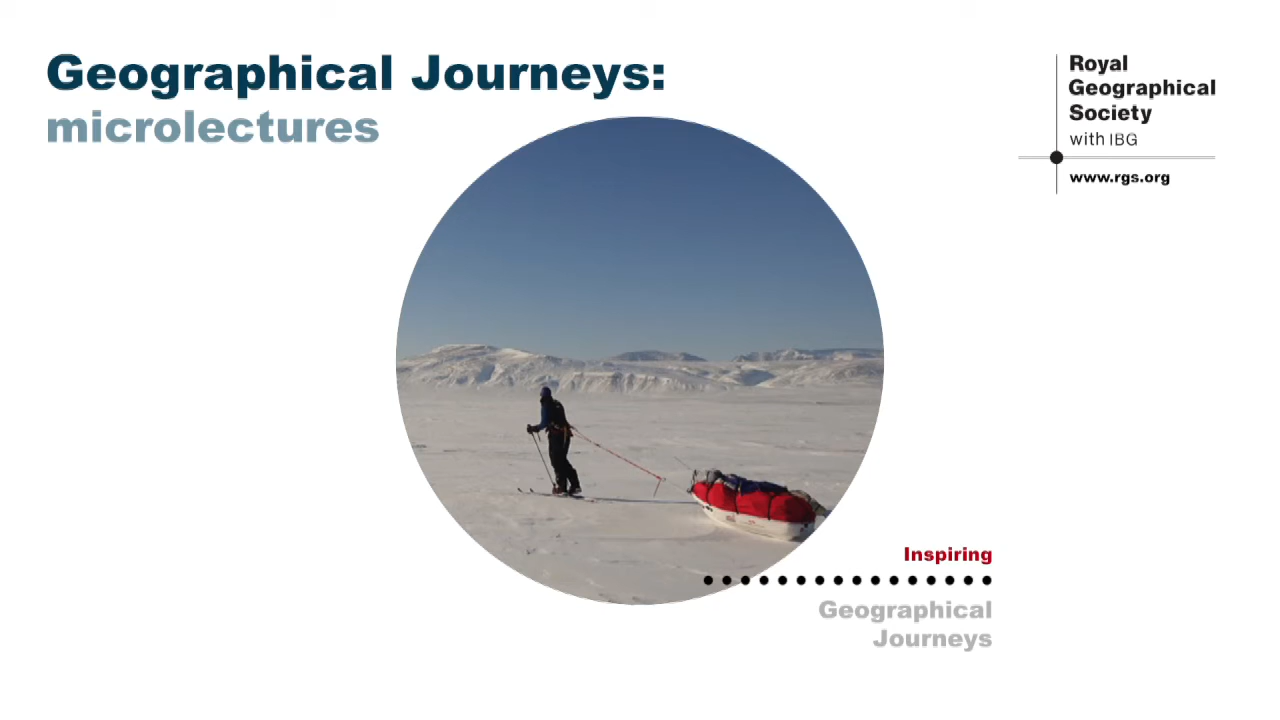 Geographical Journeys:
microlectures
Royal
Geographical
Society
with IBG
www.rgs.org
Inspiring
Geographical
Journeys